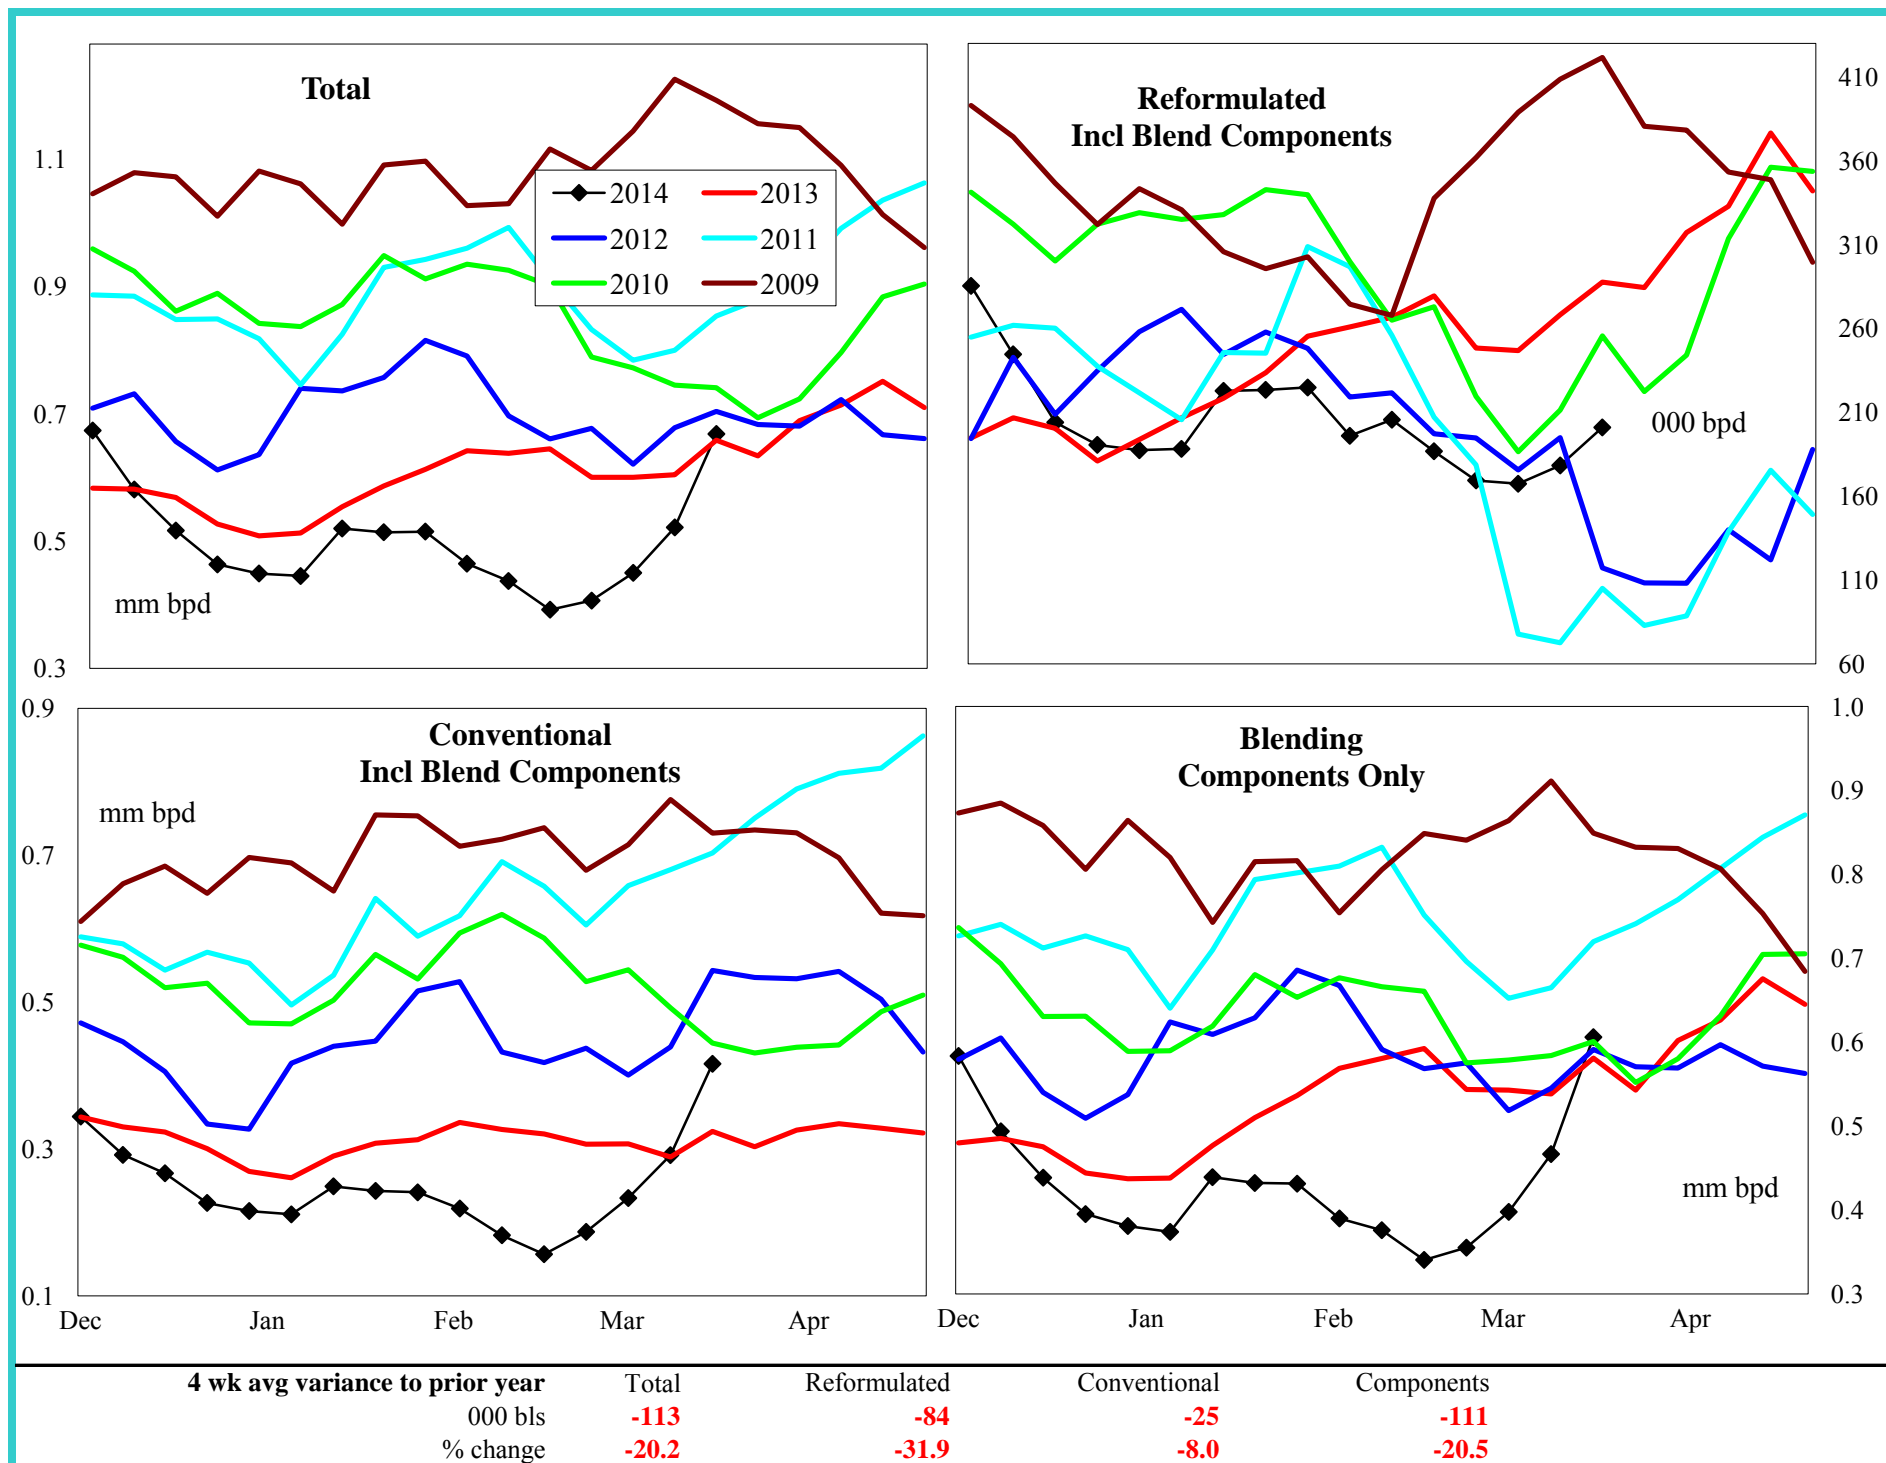 Total
1.1
0.9
0.7
0.5
0.3
mm bpd
2014 2013
2012 2011
2010 2009
Reformulated
Incl Blend Components
410
360
310
260
210
160
110
60
000 bpd
Conventional
Incl Blend Components
mm bpd
0.9
0.7
0.5
0.3
0.1
Dec Jan Feb Mar Apr
Blending
Components Only
1.0
0.9
0.8
0.7
0.6
0.5
0.4
0.3
mm bpd
Dec Jan Feb Mar Apr
4 wk avg variance to prior year Total Reformulated Conventional Components
000 bls -113 -84 -25 -111
% change -20.2 -31.9 -8.0 -20.5